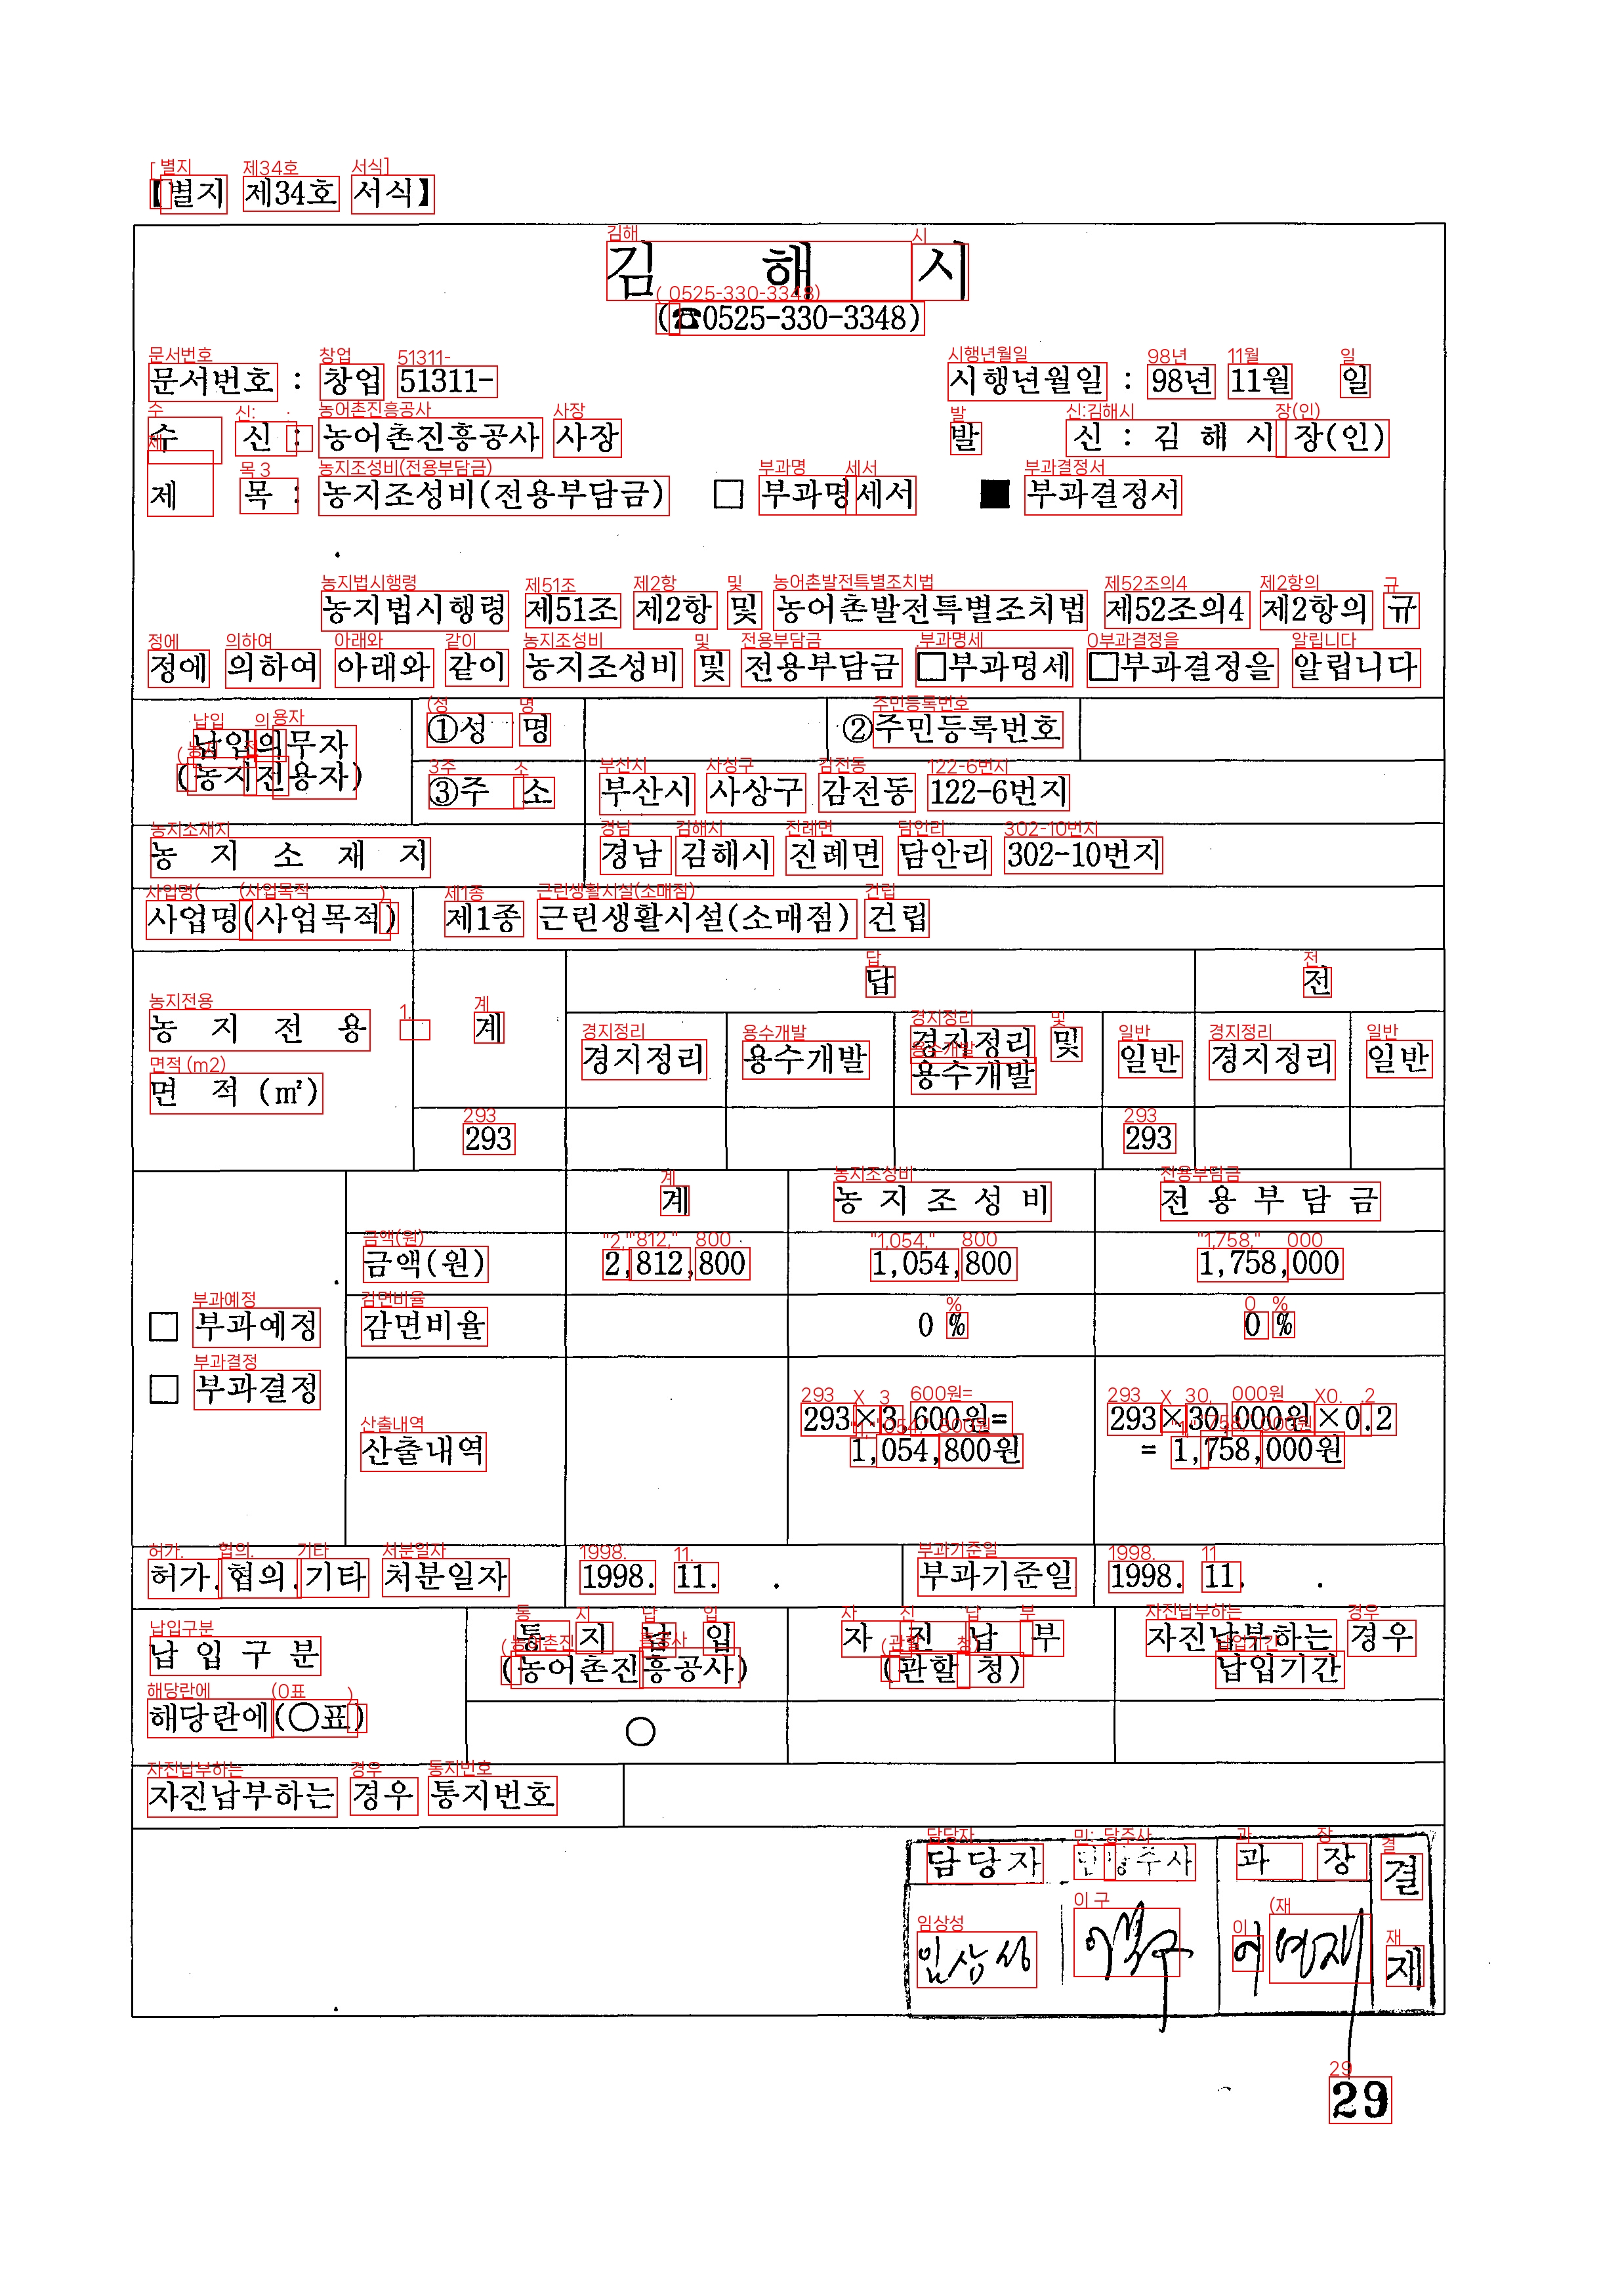 【별지 제34호 서식】
김 해 시
(☎0525-330-3348)
문서번호 : 창업 51311- 시행년월일 : 98년 11월 일
수 신 : 농어촌진흥공사 사장 발 신 : 김 해 시 장(인)
제 목 : 농지조성비(전용부담금) □ 부과명세서 ■ 부과결정서
농지법시행령 제51조 제2항 및 농어촌발전특별조치법 제52조의4 제2항의 규
정에 의하여 아래와 같이 농지조성비 및 전용부담금 □부과명세 □부과결정을 알립니다
납입의무자
(농지전용자)
①성 명 ②주민등록번호
③주 소 부산시 사상구 감전동 122-6번지
농 지 소 재 지 경남 김해시 진례면 담안리 302-10번지
사업명(사업목적) 제1종 근린생활시설(소매점) 건립
농 지 전 용
면 적 (㎡)
계 답 전
경지정리 용수개발 경지정리 및 용수개발 일반 경지정리 일반
293 293
계 농 지 조 성 비 전 용 부 담 금
금액(원) 2,812,800 1,054,800 1,758,000
□ 부과예정
□ 부과결정
감면비율 0 % 0 %
산출내역 293×3,600원= 293×30,000원×0.2
1,054,800원 = 1,758,000원
허가.협의.기타 처분일자 1998. 11. . 부과기준일 1998. 11. .
납 입 구 분
해당란에(○표)
통 지 납 입
(농어촌진흥공사)
자 진 납 부
(관할 청)
자진납부하는 경우
납입기간
○
자진납부하는 경우 통지번호
담당자 민방주사 과 장 결
임상성 재
29